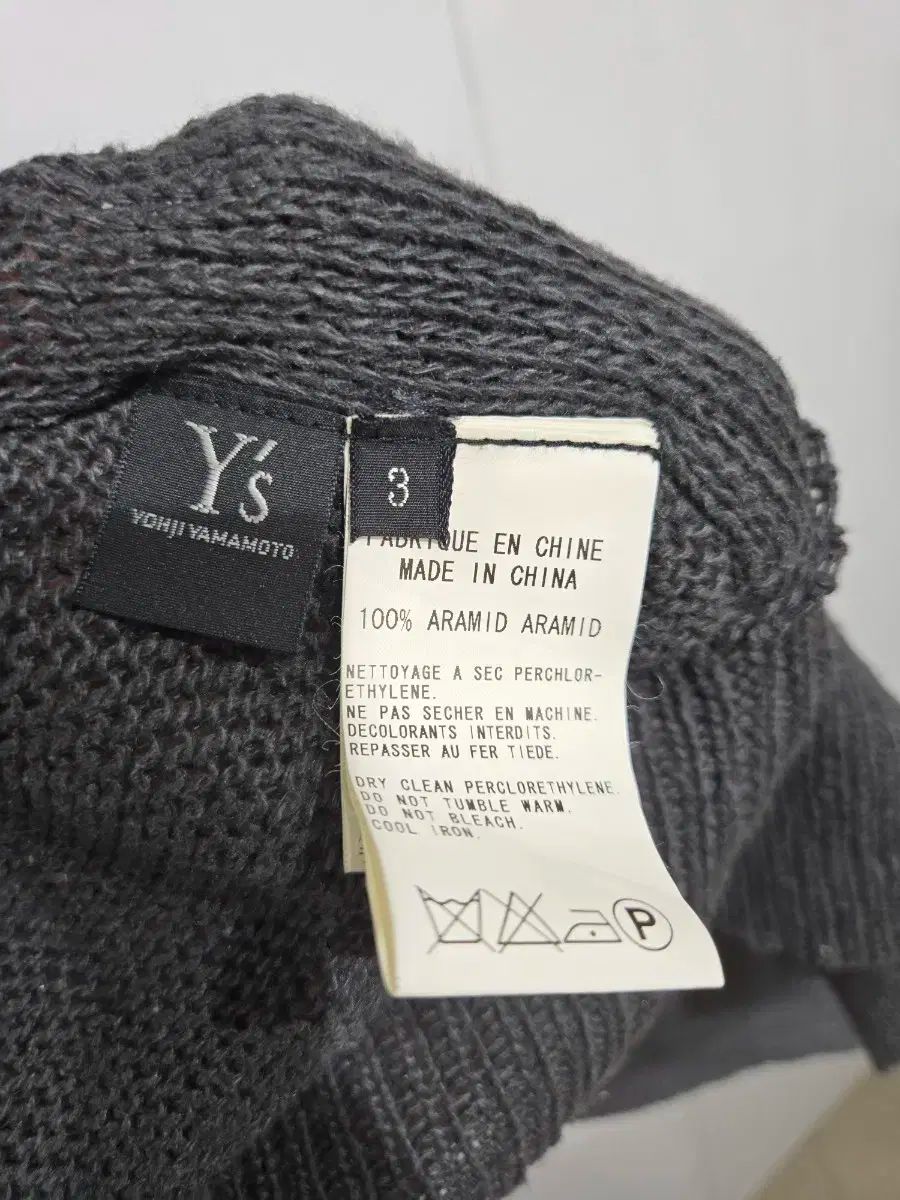 Y's
YOHJI YAMAMOTO
3
FABRIQUE EN CHINE
MADE IN CHINA
100% ARAMID ARAMID
NETTOYAGE A SEC PERCHLOR-
ETHYLENE.
NE PAS SECHER EN MACHINE.
DECOLORANTS INTERDITS.
REPASSER AU FER TIEDE.
DRY CLEAN PERCLORETHYLENE.
DO NOT TUMBLE WARM.
DO NOT BLEACH.
COOL IRON.
P